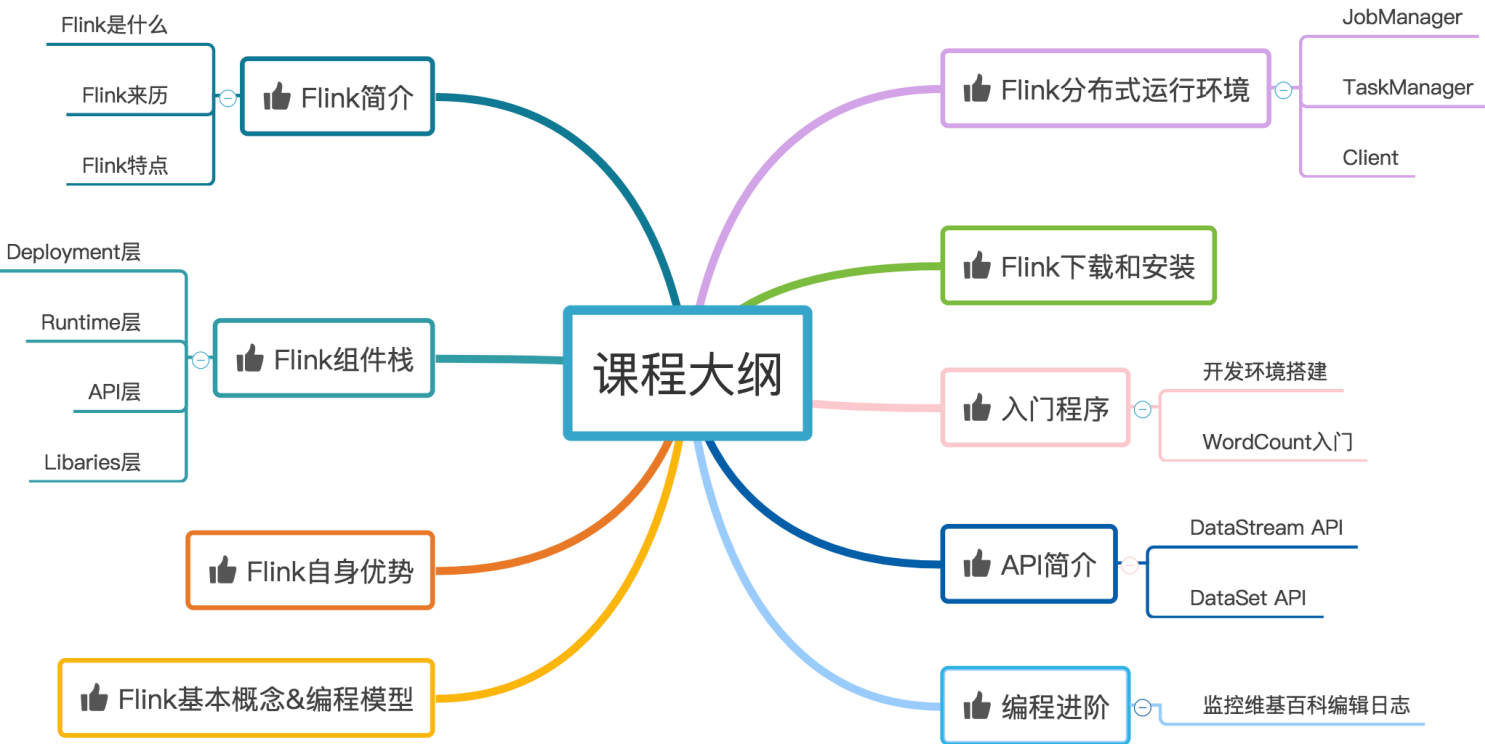 课程大纲
Flink简介
Flink是什么
Flink来历
Flink特点
Flink组件栈
Deployment层
Runtime层
API层
Libaries层
Flink自身优势
Flink基本概念&编程模型
Flink分布式运行环境
JobManager
TaskManager
Client
Flink下载和安装
入门程序
开发环境搭建
WordCount入门
API简介
DataStream API
DataSet API
编程进阶
监控维基百科编辑日志